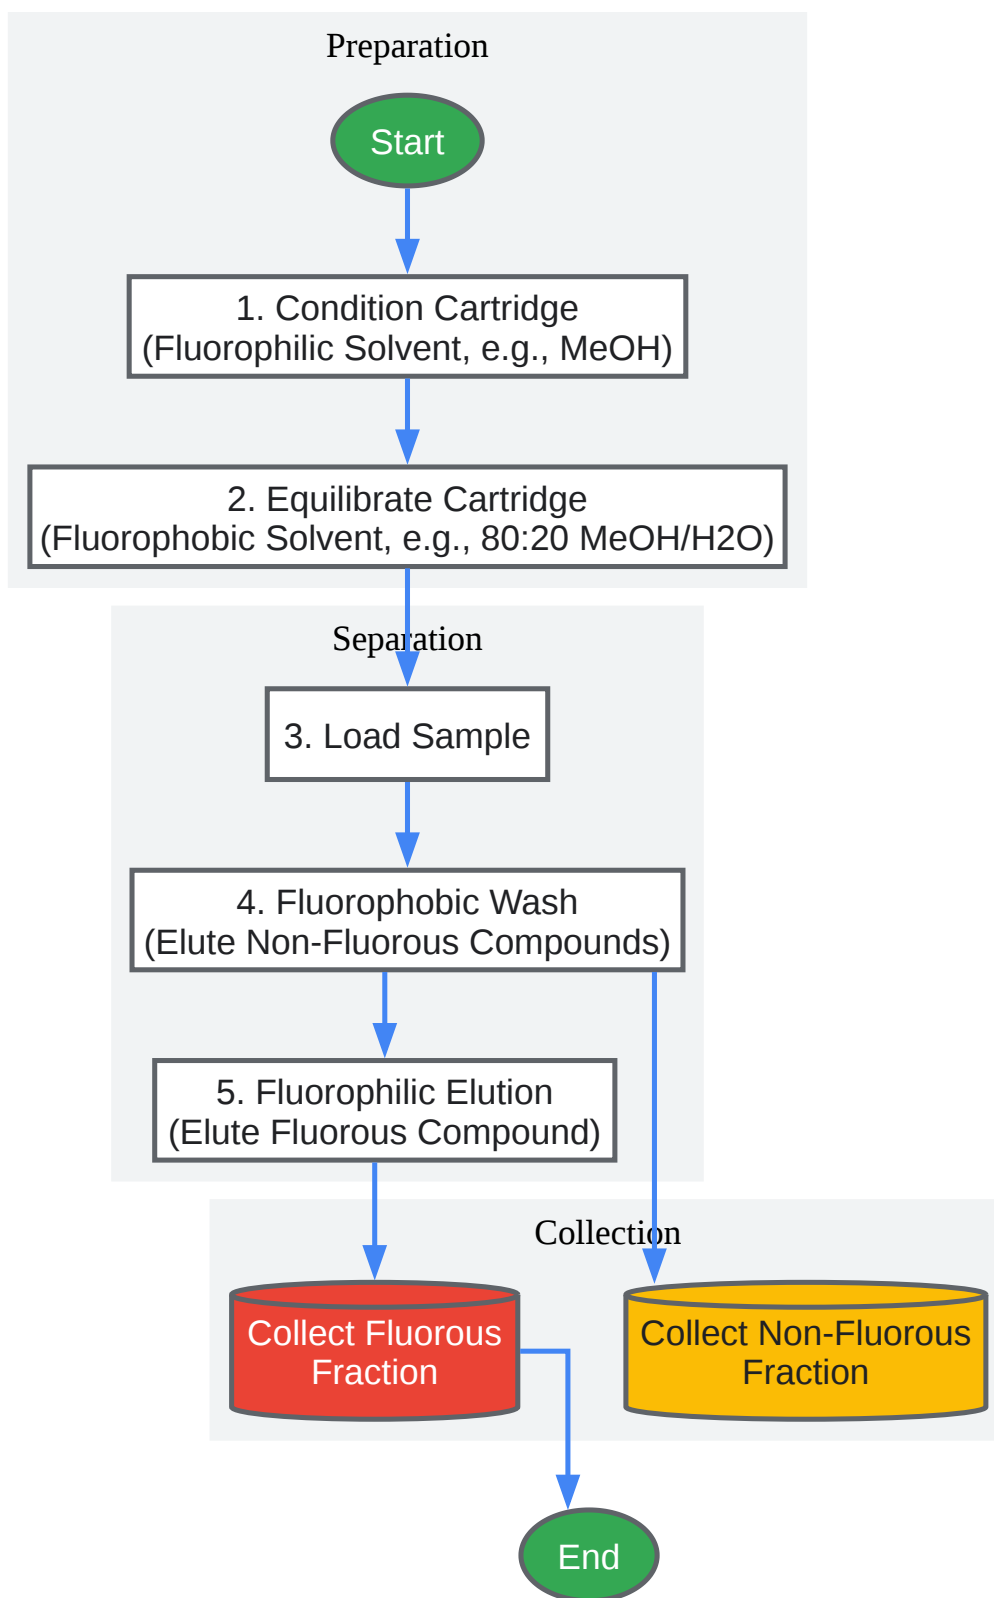 Preparation
Start
1. Condition Cartridge
(Fluorophilic Solvent, e.g., MeOH)
2. Equilibrate Cartridge
(Fluorophobic Solvent, e.g., 80:20 MeOH/H2O)
Separation
3. Load Sample
4. Fluorophobic Wash
(Elute Non-Fluorous Compounds)
5. Fluorophilic Elution
(Elute Fluorous Compound)
Collection
Collect Fluorous
Fraction
Collect Non-Fluorous
Fraction
End